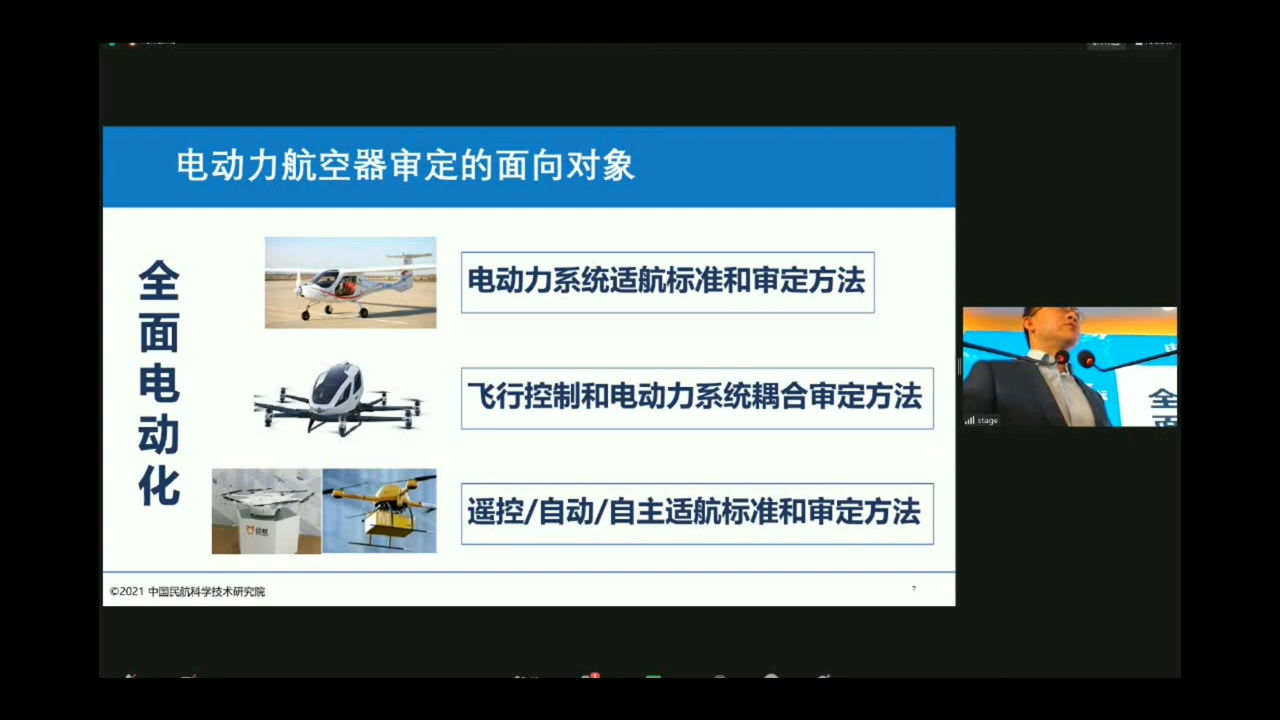 电动力航空器审定的面向对象
全面电动化
电动力系统适航标准和审定方法
飞行控制和电动力系统耦合审定方法
遥控/自动/自主适航标准和审定方法
©2021 中国民航科学技术研究院
7
stage
全
面